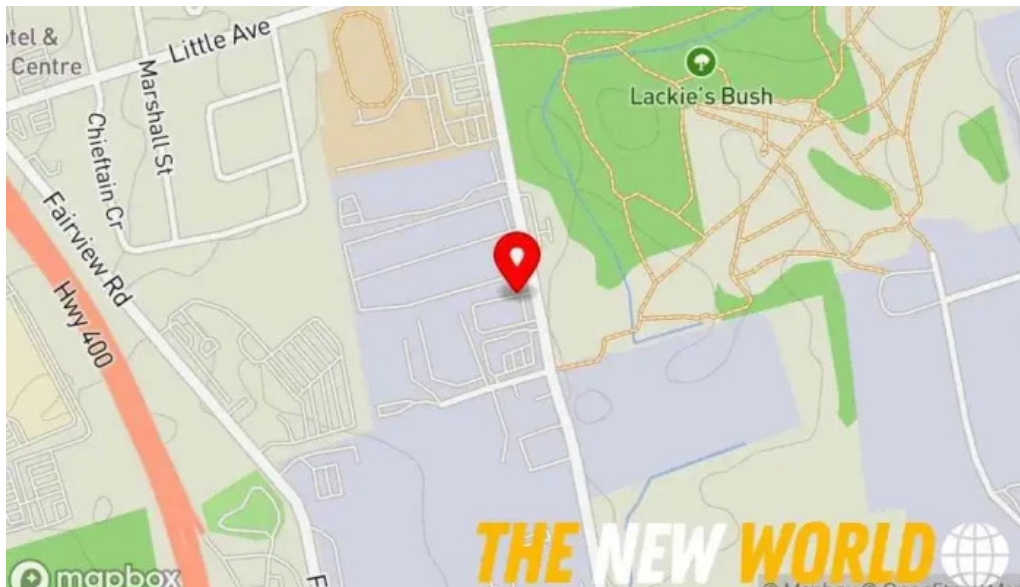 otel &
Centre
Little Ave
Marshall St
Chieftain Cr
Fairview Rd
Hwy 400
Lackie's Bush
F
THE NEW WORLD
mapbox